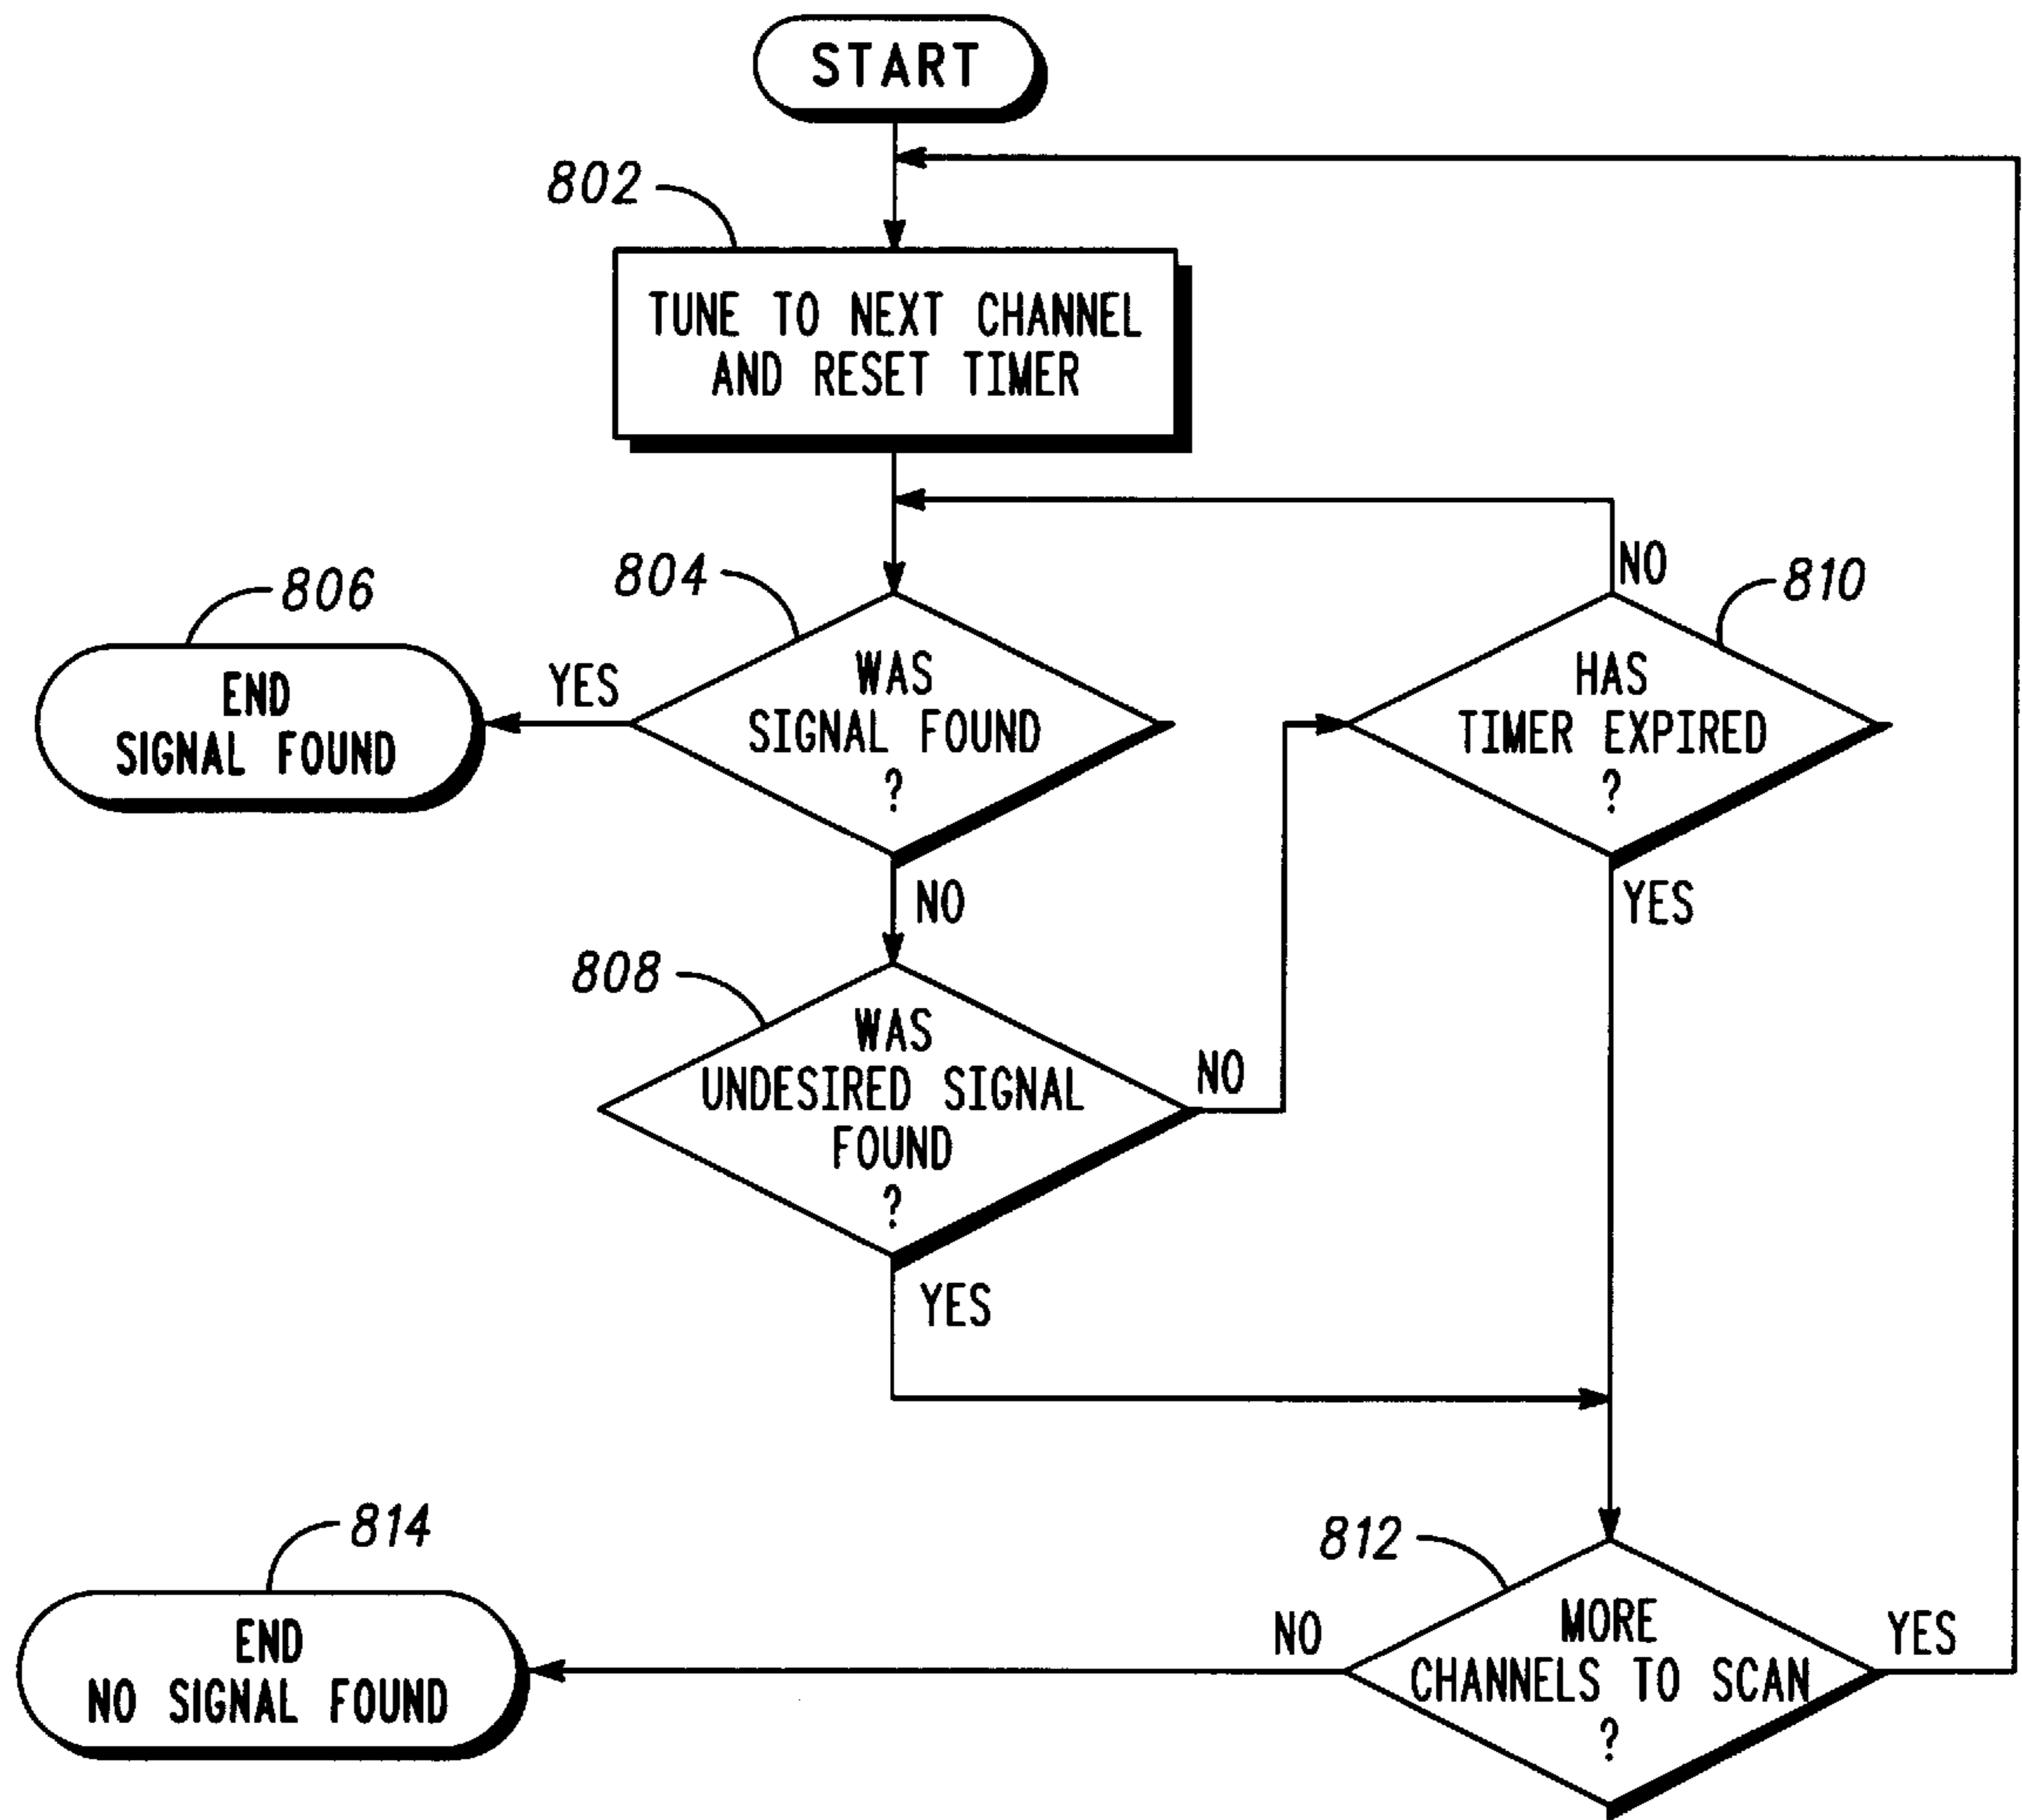 START
802
TUNE TO NEXT CHANNEL
AND RESET TIMER
806
END
SIGNAL FOUND
YES
804
WAS
SIGNAL FOUND
?
NO
810
HAS
TIMER EXPIRED
?
NO
YES
808
WAS
UNDESIRED SIGNAL
FOUND
?
NO
YES
814
END
NO SIGNAL FOUND
NO
812
MORE
CHANNELS TO SCAN
?
YES